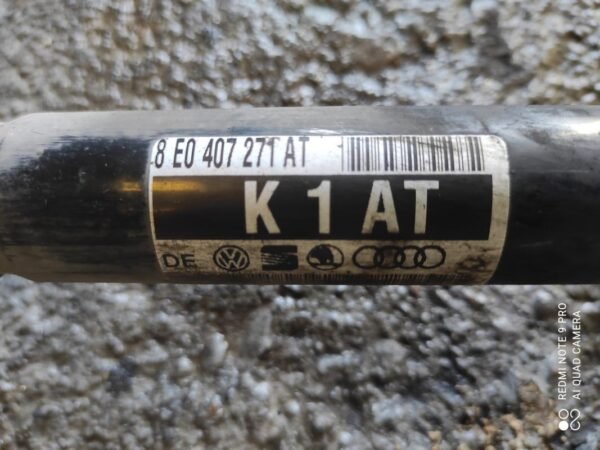 8 E0 407 271 AT
K 1 AT
DE
REDMI NOTE 9 PRO
AI QUAD CAMERA